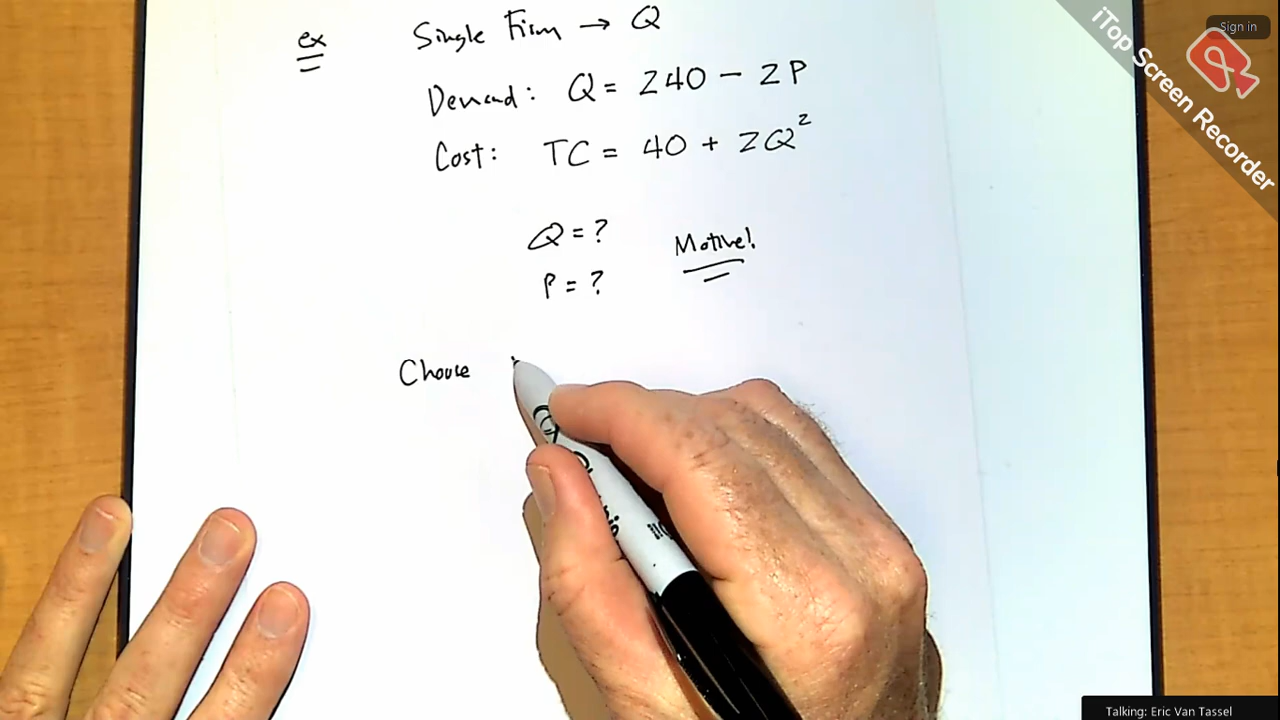 ex Single Firm → Q
Demand: Q = 240 - 2P
Cost: TC = 40 + 2Q²
Q = ?
Motive!
P = ?
Choose
Sign in
iTop Screen Recorder
Talking: Eric Van Tassel